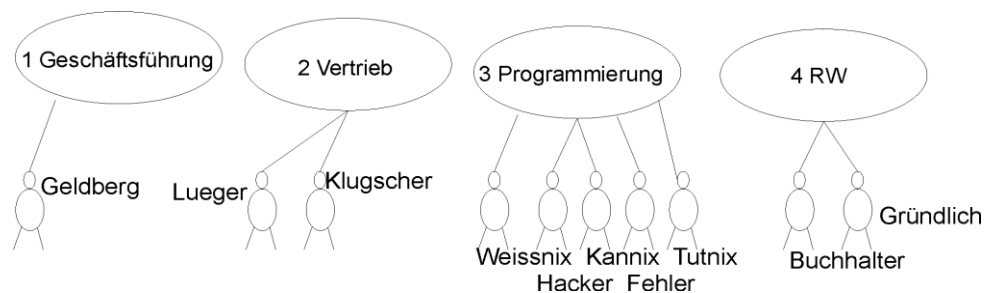 1 Geschäftsführung
2 Vertrieb
3 Programmierung
4 RW
Geldberg
Lueger
Klugscher
Weissnix
Hacker
Kannix
Fehler
Tutnix
Buchhalter
Gründlich